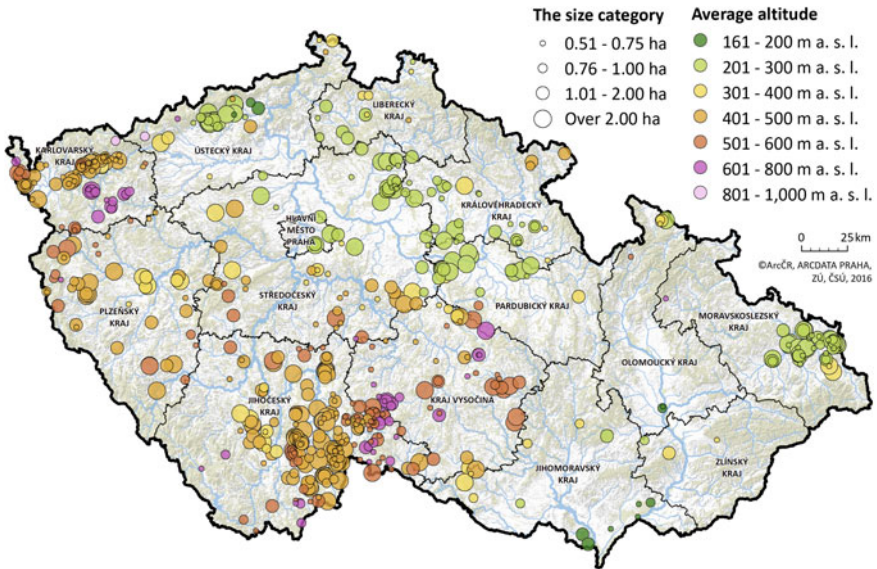 The size category
0.51 - 0.75 ha
0.76 - 1.00 ha
1.01 - 2.00 ha
Over 2.00 ha
Average altitude
161 - 200 m a. s. l.
201 - 300 m a. s. l.
301 - 400 m a. s. l.
401 - 500 m a. s. l.
501 - 600 m a. s. l.
601 - 800 m a. s. l.
801 - 1,000 m a. s. l.
0 25 km
©ArcČR, ARCDATA PRAHA,
ZÚ, ČSÚ, 2016
LIBERECKÝ
KRAJ
KARLOVARSKÝ
KRAJ
ÚSTECKÝ KRAJ
KRÁLOVÉHRADECKÝ
KRAJ
HLAVNÍ
MĚSTO
PRAHA
STŘEDOČESKÝ
KRAJ
PLZEŇSKÝ
KRAJ
PARDUBICKÝ KRAJ
MORAVSKOSLEZSKÝ
KRAJ
OLOMOUCKÝ KRAJ
JIHOČESKÝ
KRAJ
KRAJ VYSOČINA
JIHOMORAVSKÝ
KRAJ
ZLÍNSKÝ
KRAJ